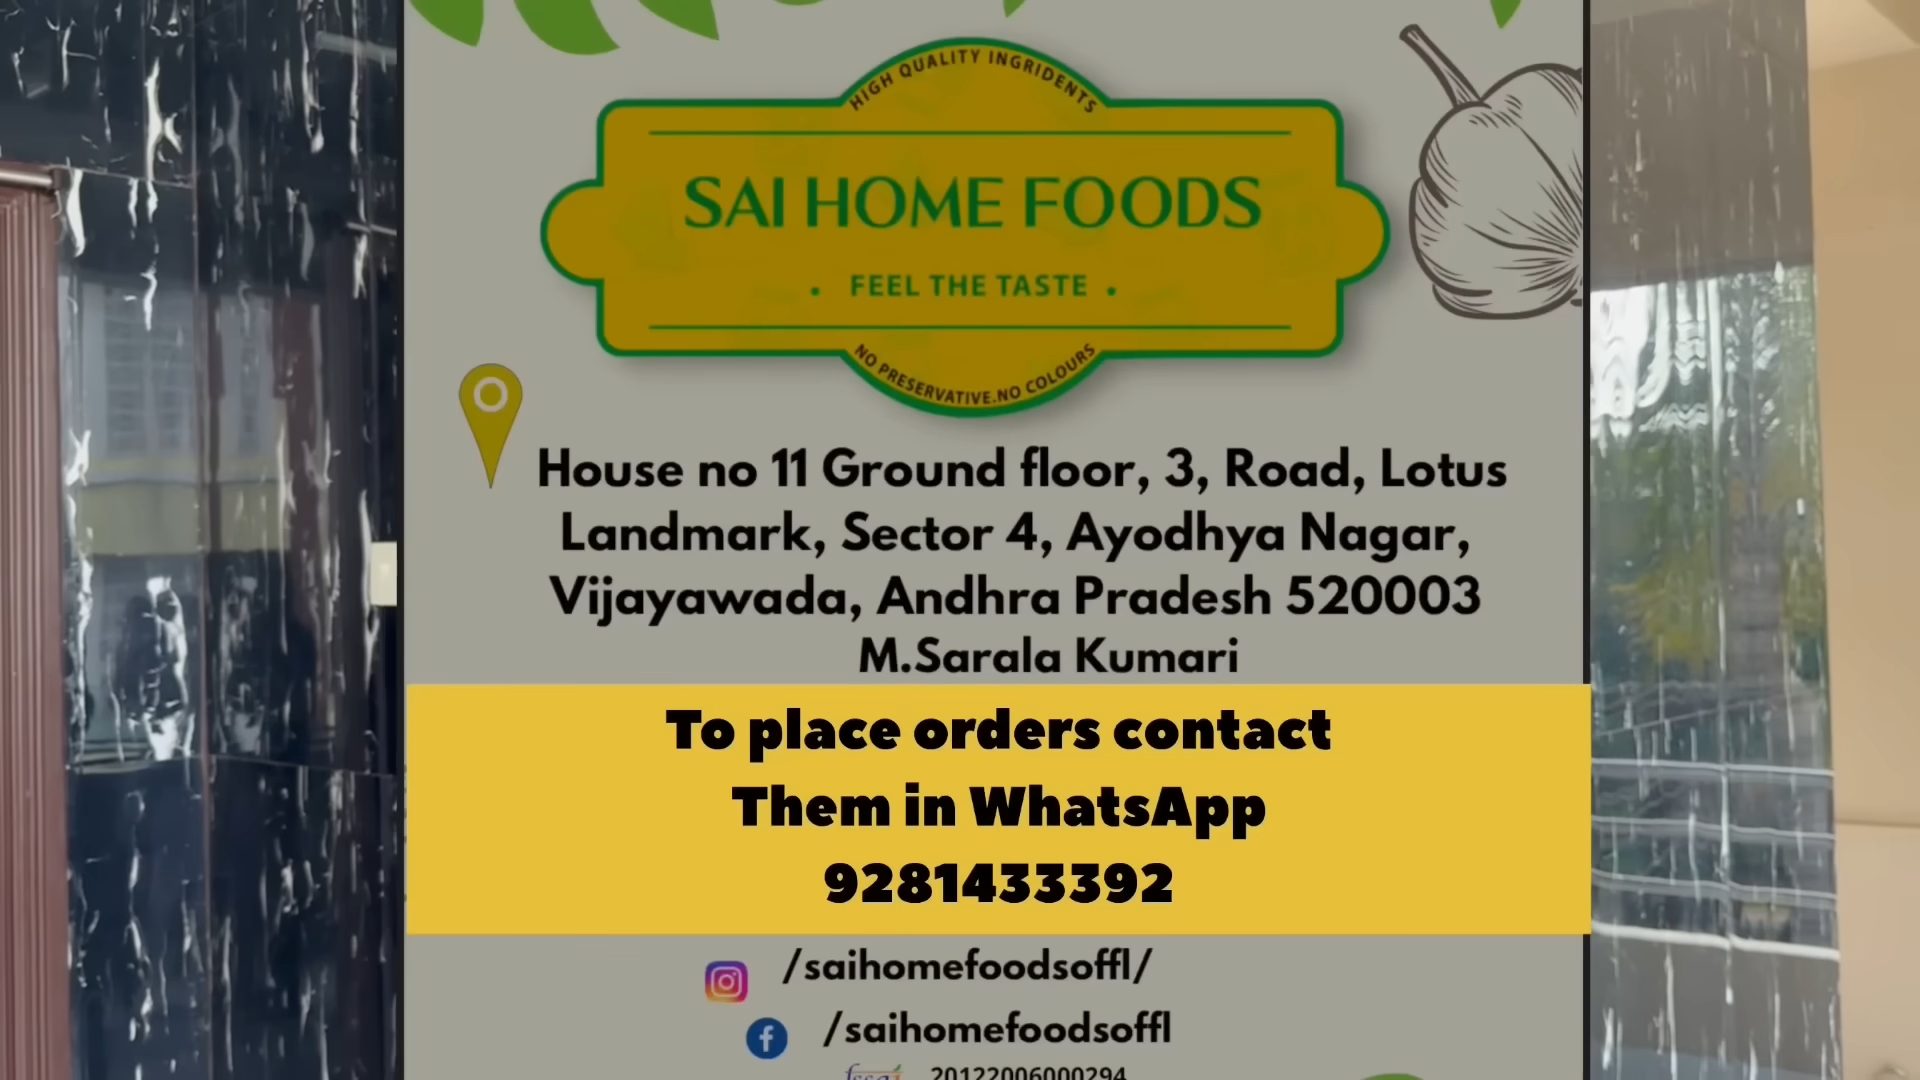 HIGH QUALITY INGRIDENTS
SAI HOME FOODS
. FEEL THE TASTE .
NO PRESERVATIVE.NO COLOURS
House no 11 Ground floor, 3, Road, Lotus
Landmark, Sector 4, Ayodhya Nagar,
Vijayawada, Andhra Pradesh 520003
M.Sarala Kumari
To place orders contact
Them in WhatsApp
9281433392
/saihomefoodsoffl/
/saihomefoodsoffl
fssai 20122006000294